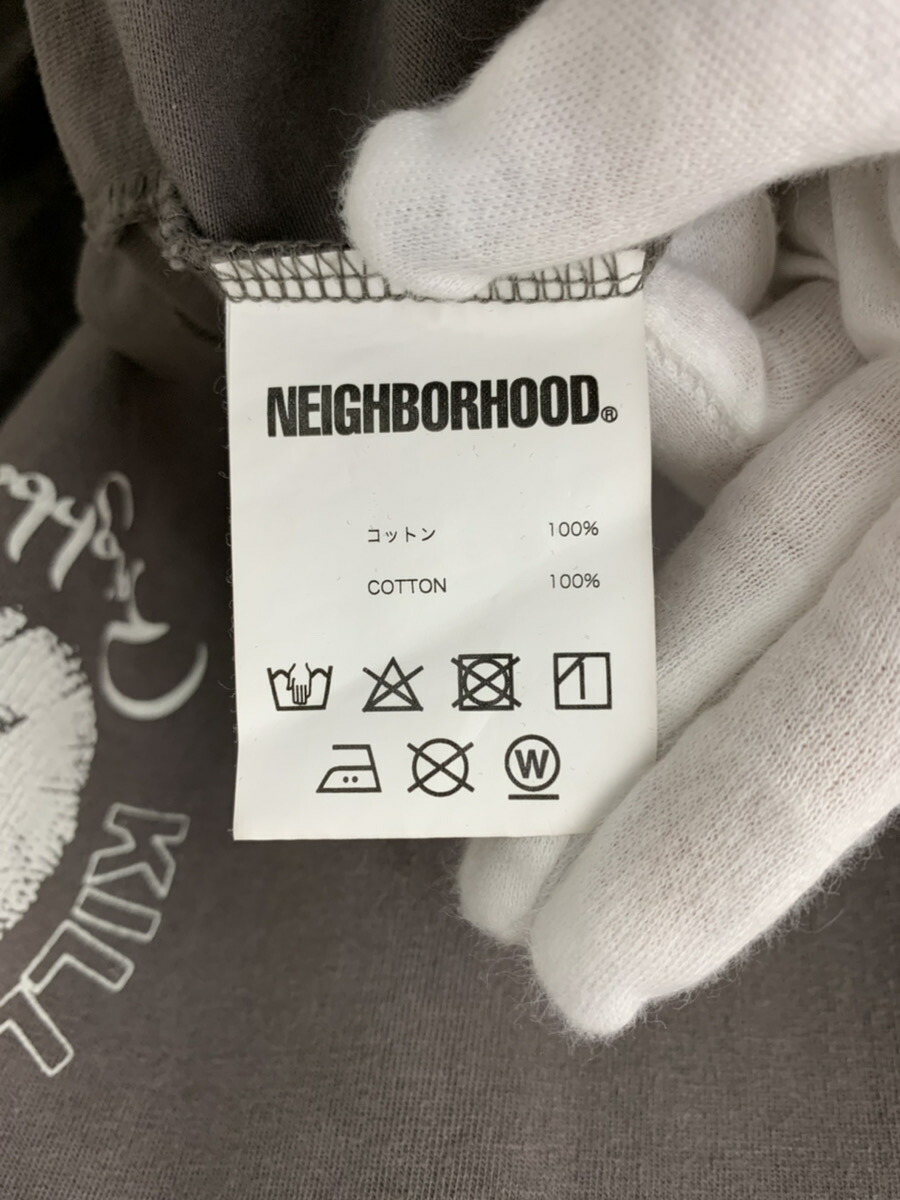 NEIGHBORHOOD®
コットン 100%
COTTON 100%
W
KILL